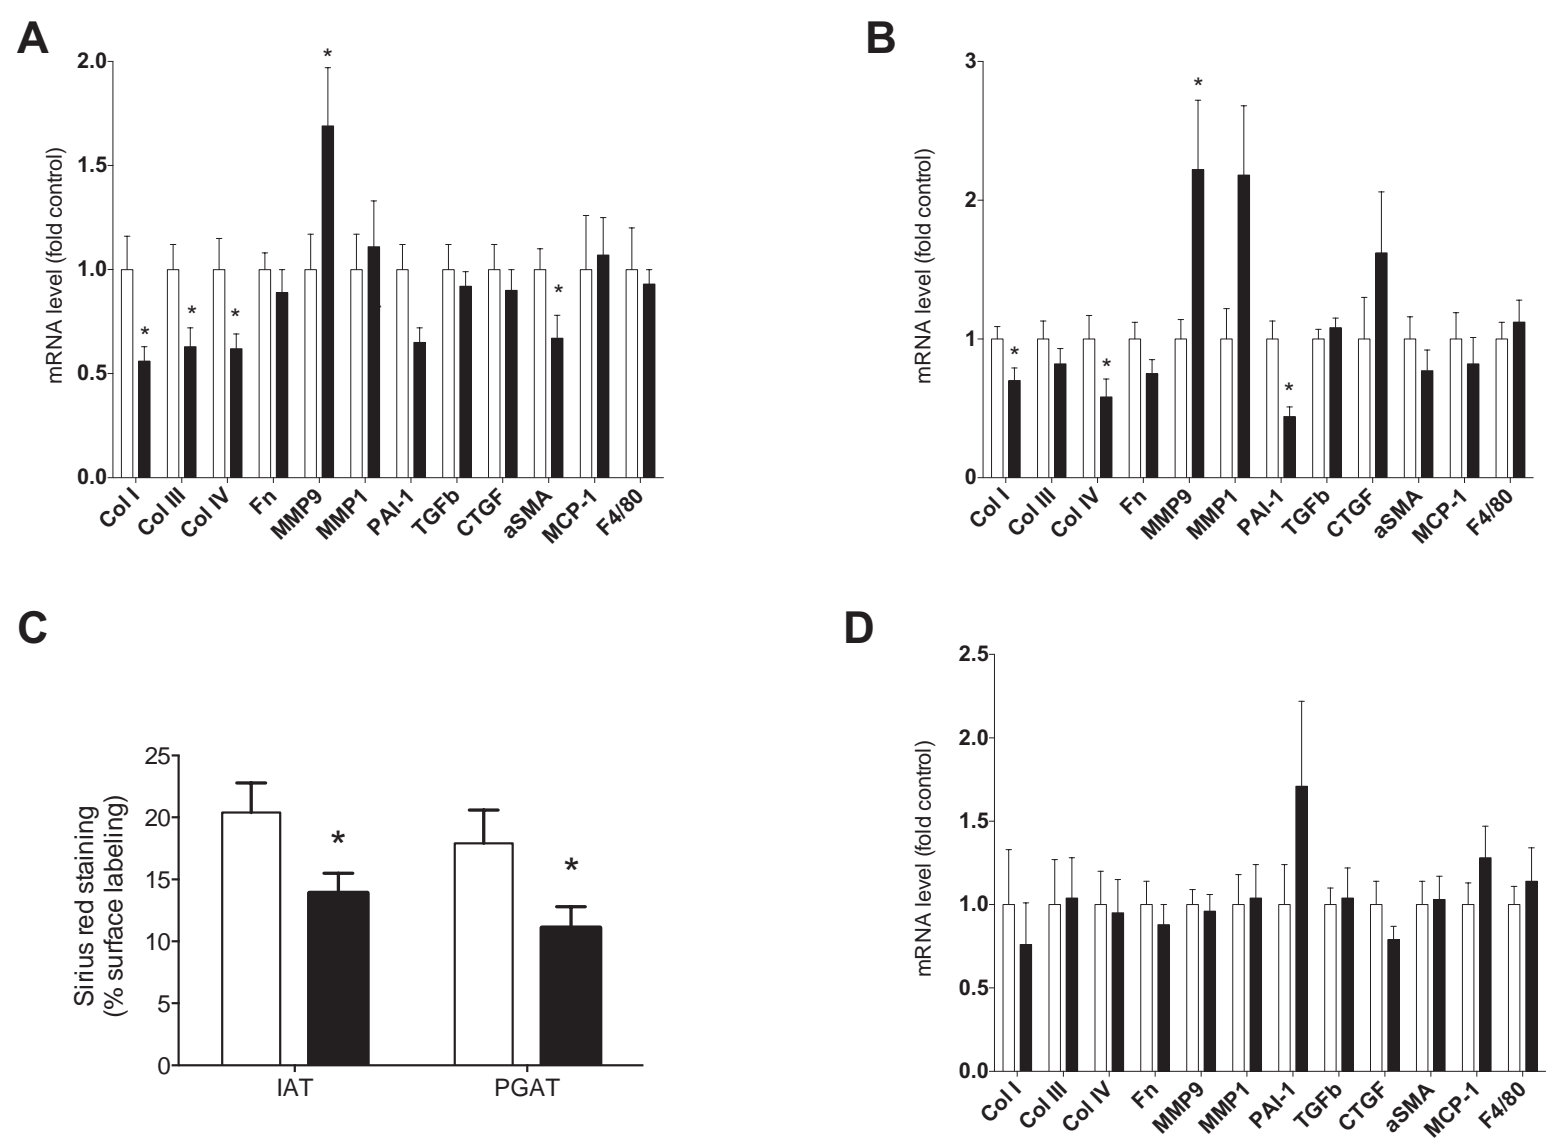 A
mRNA level (fold control)
2.0
1.5
1.0
0.5
0.0
*
*
*
*
*
Col I
Col III
Col IV
Fn
MMP9
MMP1
PAI-1
TGFb
CTGF
aSMA
MCP-1
F4/80
B
mRNA level (fold control)
3
2
1
0
*
*
*
*
Col I
Col III
Col IV
Fn
MMP9
MMP1
PAI-1
TGFb
CTGF
aSMA
MCP-1
F4/80
C
Sirius red staining
(% surface labeling)
25
20
15
10
5
0
*
*
IAT
PGAT
D
mRNA level (fold control)
2.5
2.0
1.5
1.0
0.5
0.0
Col I
Col III
Col IV
Fn
MMP9
MMP1
PAI-1
TGFb
CTGF
aSMA
MCP-1
F4/80